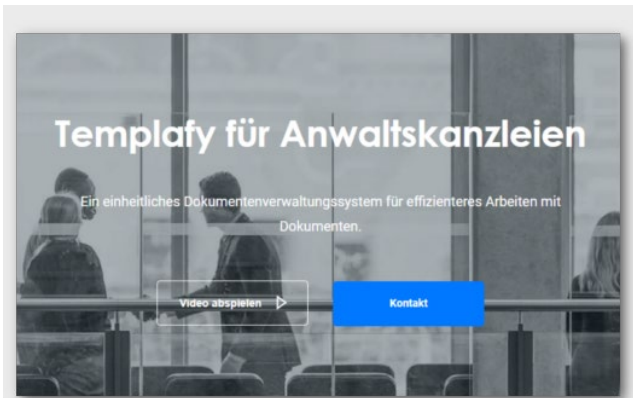 Templafy für Anwaltskanzleien
Ein einheitliches Dokumentenverwaltungssystem für effizienteres Arbeiten mit
Dokumenten.
Video abspielen
Kontakt